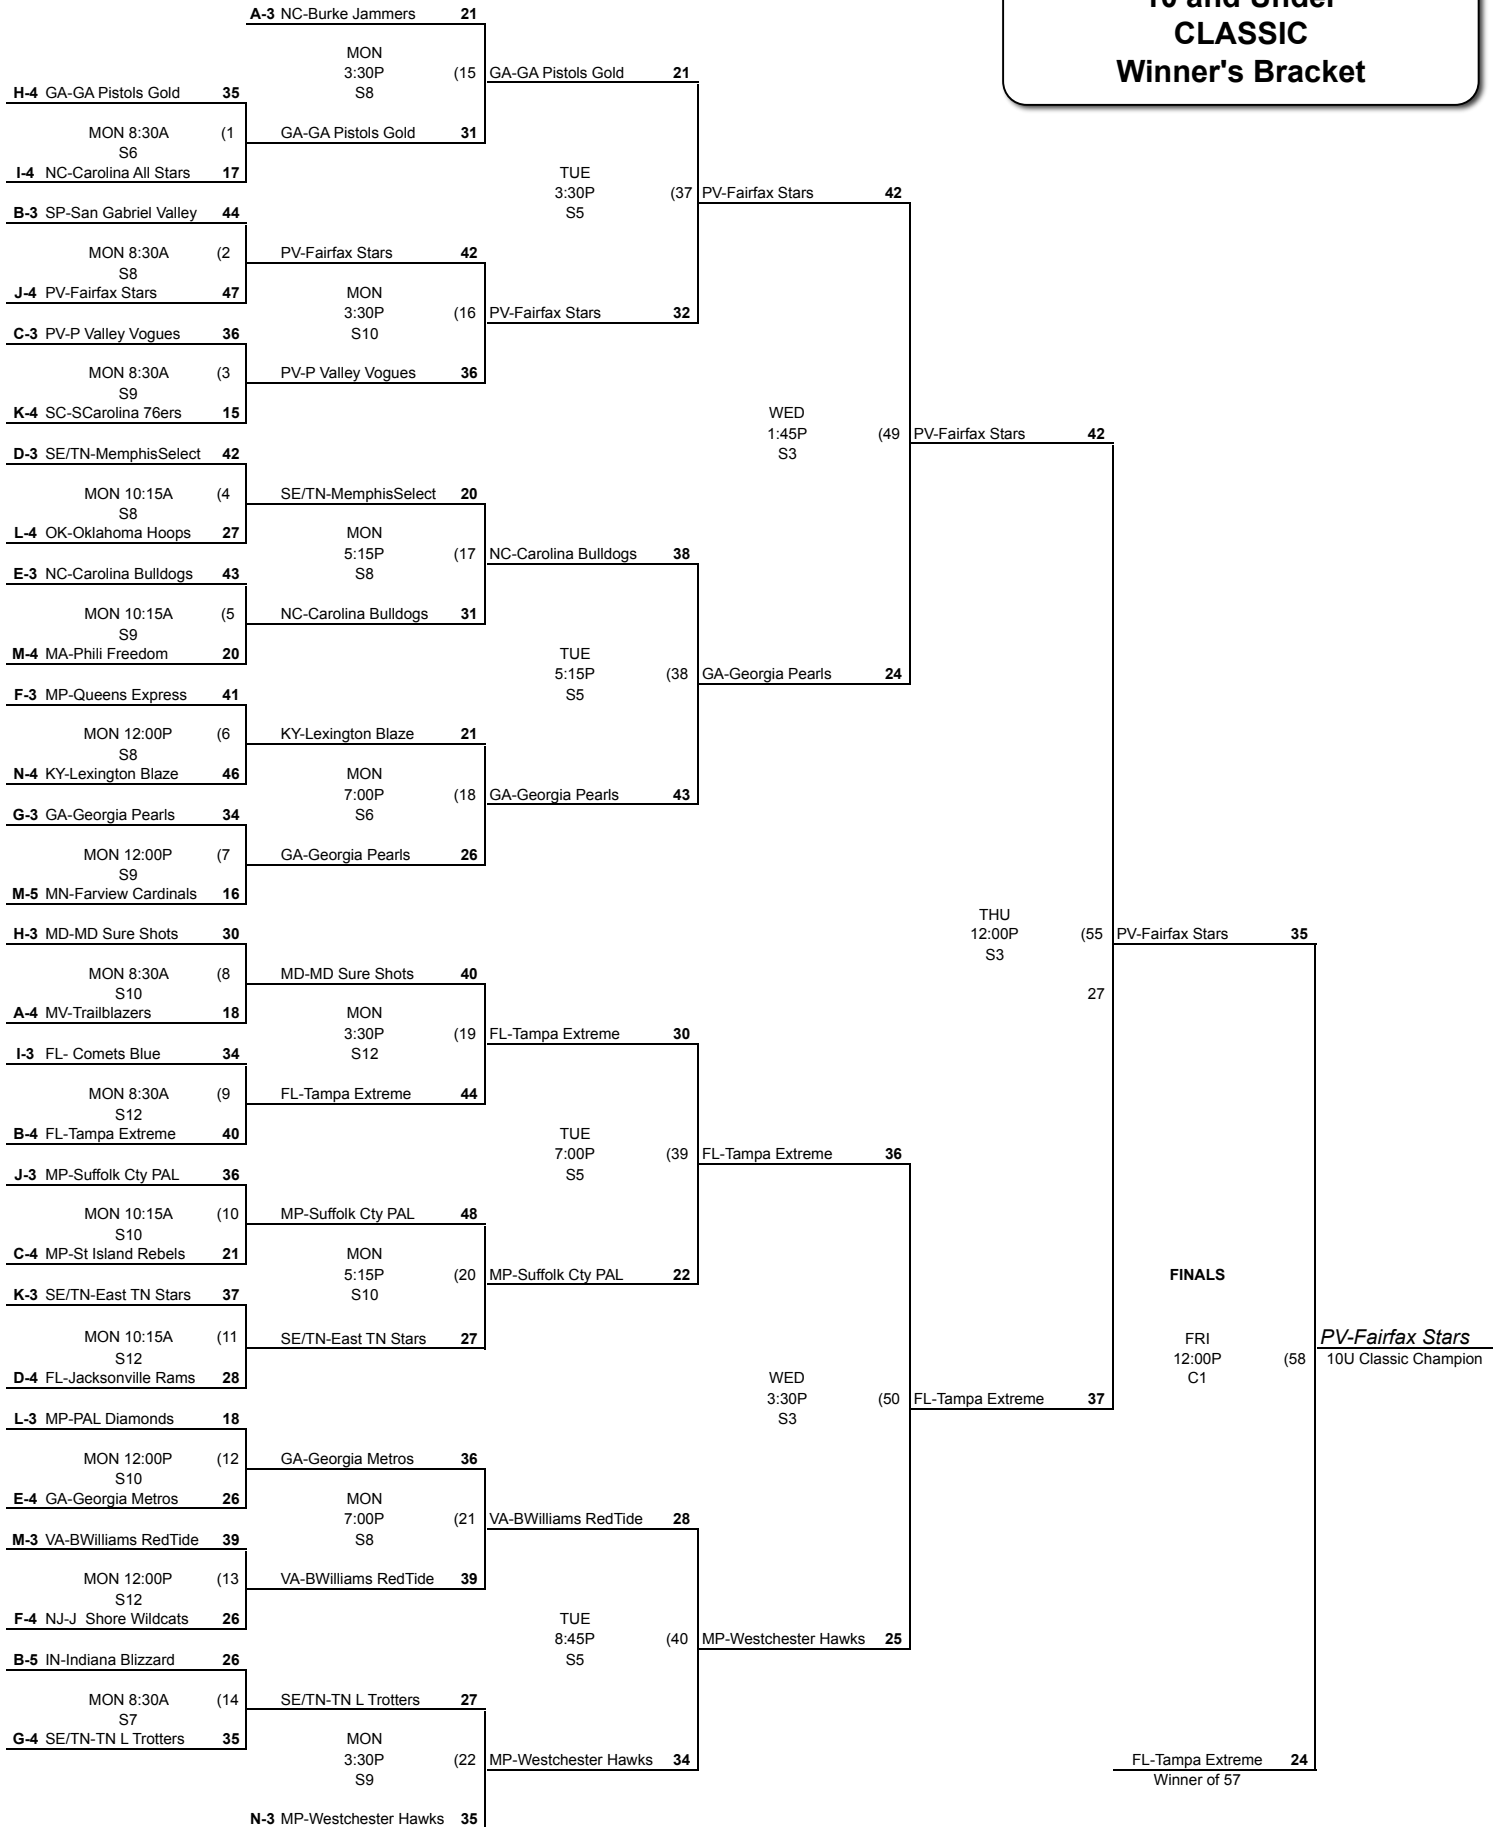 10 and Under
CLASSIC
Winner's Bracket
A-3 NC-Burke Jammers 21
MON
3:30P (15 GA-GA Pistols Gold 21
S8
H-4 GA-GA Pistols Gold 35
MON 8:30A (1 GA-GA Pistols Gold 31
S6
I-4 NC-Carolina All Stars 17
TUE
3:30P (37 PV-Fairfax Stars 42
S5
B-3 SP-San Gabriel Valley 44
MON 8:30A (2 PV-Fairfax Stars 42
S8
J-4 PV-Fairfax Stars 47
MON
3:30P (16 PV-Fairfax Stars 32
S10
C-3 PV-P Valley Vogues 36
MON 8:30A (3 PV-P Valley Vogues 36
S9
K-4 SC-SCarolina 76ers 15
WED
1:45P (49 PV-Fairfax Stars 42
S3
D-3 SE/TN-MemphisSelect 42
MON 10:15A (4 SE/TN-MemphisSelect 20
S8
L-4 OK-Oklahoma Hoops 27
MON
5:15P (17 NC-Carolina Bulldogs 38
S8
E-3 NC-Carolina Bulldogs 43
MON 10:15A (5 NC-Carolina Bulldogs 31
S9
M-4 MA-Phili Freedom 20
TUE
5:15P (38 GA-Georgia Pearls 24
S5
F-3 MP-Queens Express 41
MON 12:00P (6 KY-Lexington Blaze 21
S8
N-4 KY-Lexington Blaze 46
MON
7:00P (18 GA-Georgia Pearls 43
S6
G-3 GA-Georgia Pearls 34
MON 12:00P (7 GA-Georgia Pearls 26
S9
M-5 MN-Farview Cardinals 16
THU
12:00P (55 PV-Fairfax Stars 35
S3
27
H-3 MD-MD Sure Shots 30
MON 8:30A (8 MD-MD Sure Shots 40
S10
A-4 MV-Trailblazers 18
MON
3:30P (19 FL-Tampa Extreme 30
S12
I-3 FL- Comets Blue 34
MON 8:30A (9 FL-Tampa Extreme 44
S12
B-4 FL-Tampa Extreme 40
TUE
7:00P (39 FL-Tampa Extreme 36
S5
J-3 MP-Suffolk Cty PAL 36
MON 10:15A (10 MP-Suffolk Cty PAL 48
S10
C-4 MP-St Island Rebels 21
MON
5:15P (20 MP-Suffolk Cty PAL 22
S10
K-3 SE/TN-East TN Stars 37
MON 10:15A (11 SE/TN-East TN Stars 27
S12
D-4 FL-Jacksonville Rams 28
FINALS
FRI PV-Fairfax Stars
12:00P (58 10U Classic Champion
C1
WED
3:30P (50 FL-Tampa Extreme 37
S3
L-3 MP-PAL Diamonds 18
MON 12:00P (12 GA-Georgia Metros 36
S10
E-4 GA-Georgia Metros 26
MON
7:00P (21 VA-BWilliams RedTide 28
S8
M-3 VA-BWilliams RedTide 39
MON 12:00P (13 VA-BWilliams RedTide 39
S12
F-4 NJ-J Shore Wildcats 26
TUE
8:45P (40 MP-Westchester Hawks 25
S5
B-5 IN-Indiana Blizzard 26
MON 8:30A (14 SE/TN-TN L Trotters 27
S7
G-4 SE/TN-TN L Trotters 35
MON
3:30P (22 MP-Westchester Hawks 34
S9
FL-Tampa Extreme 24
Winner of 57
N-3 MP-Westchester Hawks 35